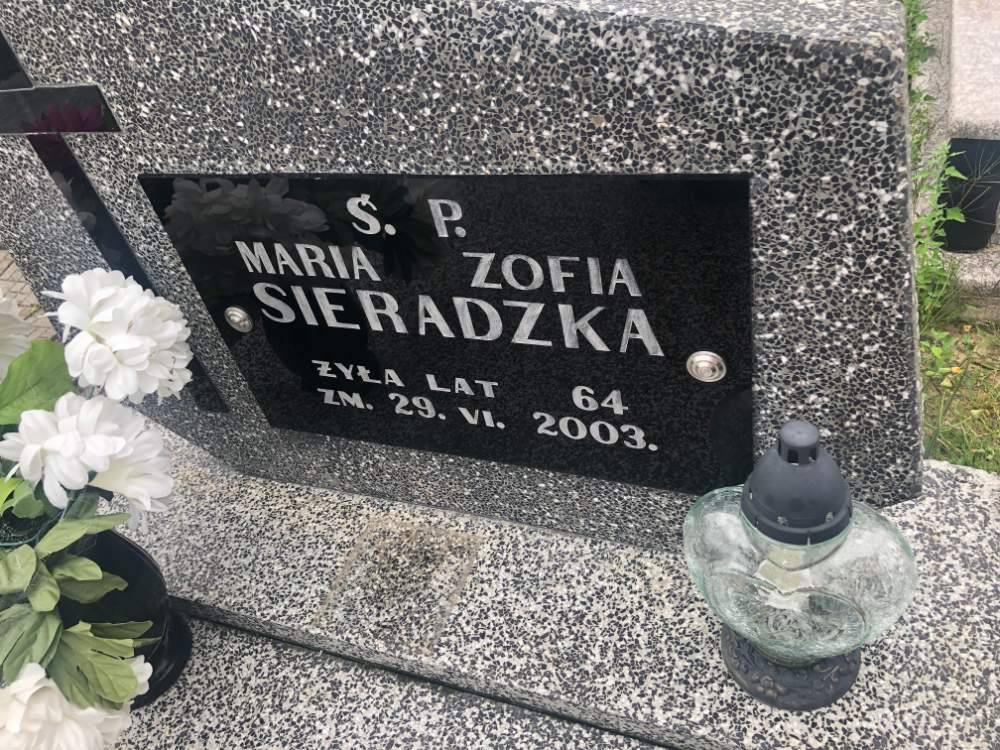 Ś. P.
MARIA ZOFIA
SIERADZKA
ŻYŁA LAT 64
ZM. 29. VI. 2003.